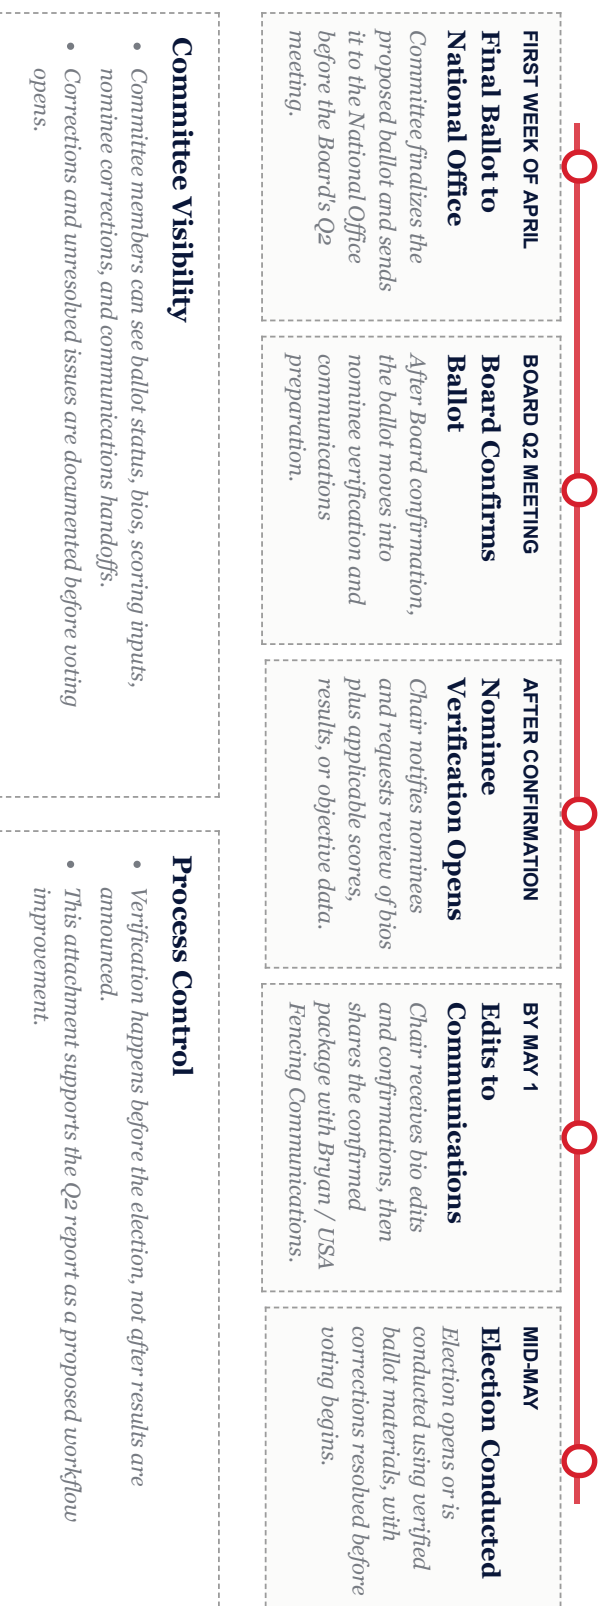 FIRST WEEK OF APRIL
Final Ballot to
National Office
Committee finalizes the
proposed ballot and sends
it to the National Office
before the Board's Q2
meeting.
BOARD Q2 MEETING
Board Confirms
Ballot
After Board confirmation,
the ballot moves into
nominee verification and
communications
preparation.
AFTER CONFIRMATION
Nominee
Verification Opens
Chair notifies nominees
and requests review of bios
plus applicable scores,
results, or objective data.
BY MAY 1
Edits to
Communications
Chair receives bio edits
and confirmations, then
shares the confirmed
package with Bryan / USA
Fencing Communications.
MID-MAY
Election Conducted
Election opens or is
conducted using verified
ballot materials, with
corrections resolved before
voting begins.
Committee Visibility
• Committee members can see ballot status, bios, scoring inputs,
nominee corrections, and communications handoffs.
• Corrections and unresolved issues are documented before voting
opens.
Process Control
• Verification happens before the election, not after results are
announced.
• This attachment supports the Q2 report as a proposed workflow
improvement.